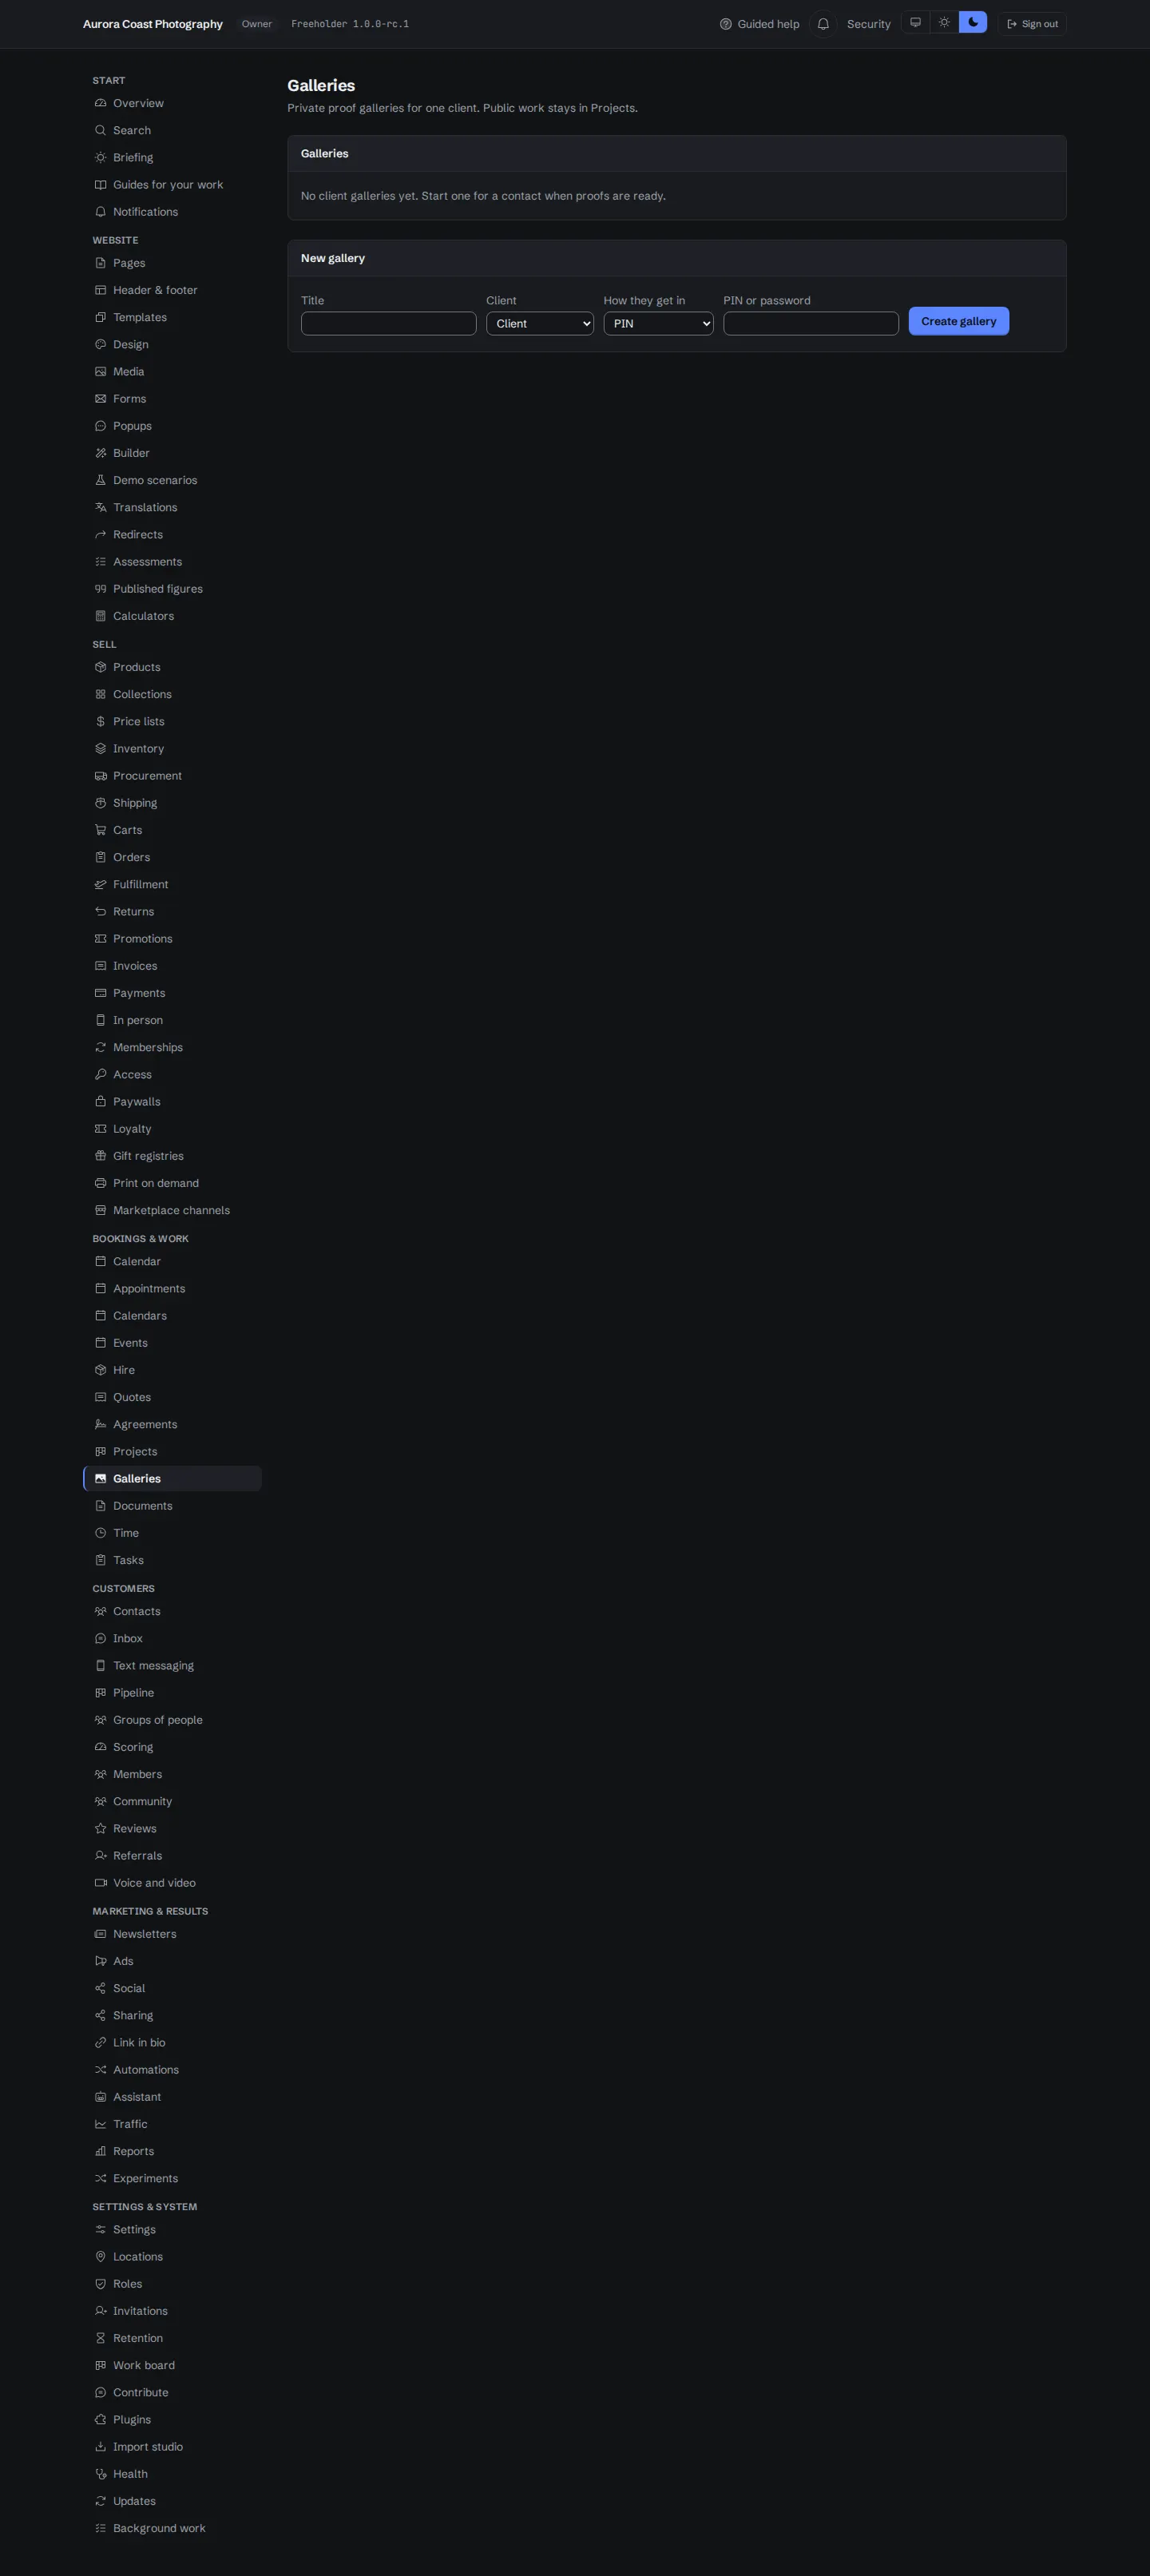 Aurora Coast Photography Owner Freeholder 1.0.0-rc.1 Guided help Security Sign out
START
Overview
Search
Briefing
Guides for your work
Notifications
WEBSITE
Pages
Header & footer
Templates
Design
Media
Forms
Popups
Builder
Demo scenarios
Translations
Redirects
Assessments
Published figures
Calculators
SELL
Products
Collections
Price lists
Inventory
Procurement
Shipping
Carts
Orders
Fulfillment
Returns
Promotions
Invoices
Payments
In person
Memberships
Access
Paywalls
Loyalty
Gift registries
Print on demand
Marketplace channels
BOOKINGS & WORK
Calendar
Appointments
Calendars
Events
Hire
Quotes
Agreements
Projects
Galleries
Documents
Time
Tasks
CUSTOMERS
Contacts
Inbox
Text messaging
Pipeline
Groups of people
Scoring
Members
Community
Reviews
Referrals
Voice and video
MARKETING & RESULTS
Newsletters
Ads
Social
Sharing
Link in bio
Automations
Assistant
Traffic
Reports
Experiments
SETTINGS & SYSTEM
Settings
Locations
Roles
Invitations
Retention
Work board
Contribute
Plugins
Import studio
Health
Updates
Background work
Galleries
Private proof galleries for one client. Public work stays in Projects.
Galleries
No client galleries yet. Start one for a contact when proofs are ready.
New gallery
Title Client How they get in PIN or password
Client PIN Create gallery